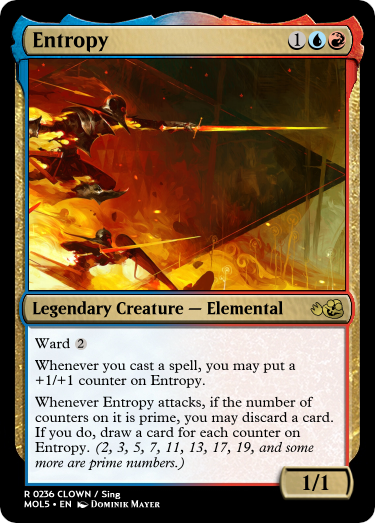 Entropy 1
Legendary Creature — Elemental
Ward 2
Whenever you cast a spell, you may put a
+1/+1 counter on Entropy.
Whenever Entropy attacks, if the number of
counters on it is prime, you may discard a card.
If you do, draw a card for each counter on
Entropy. (2, 3, 5, 7, 11, 13, 17, 19, and some
more are prime numbers.)
1/1
R 0236 CLOWN / Sing
MOL5 • EN DOMINIK MAYER